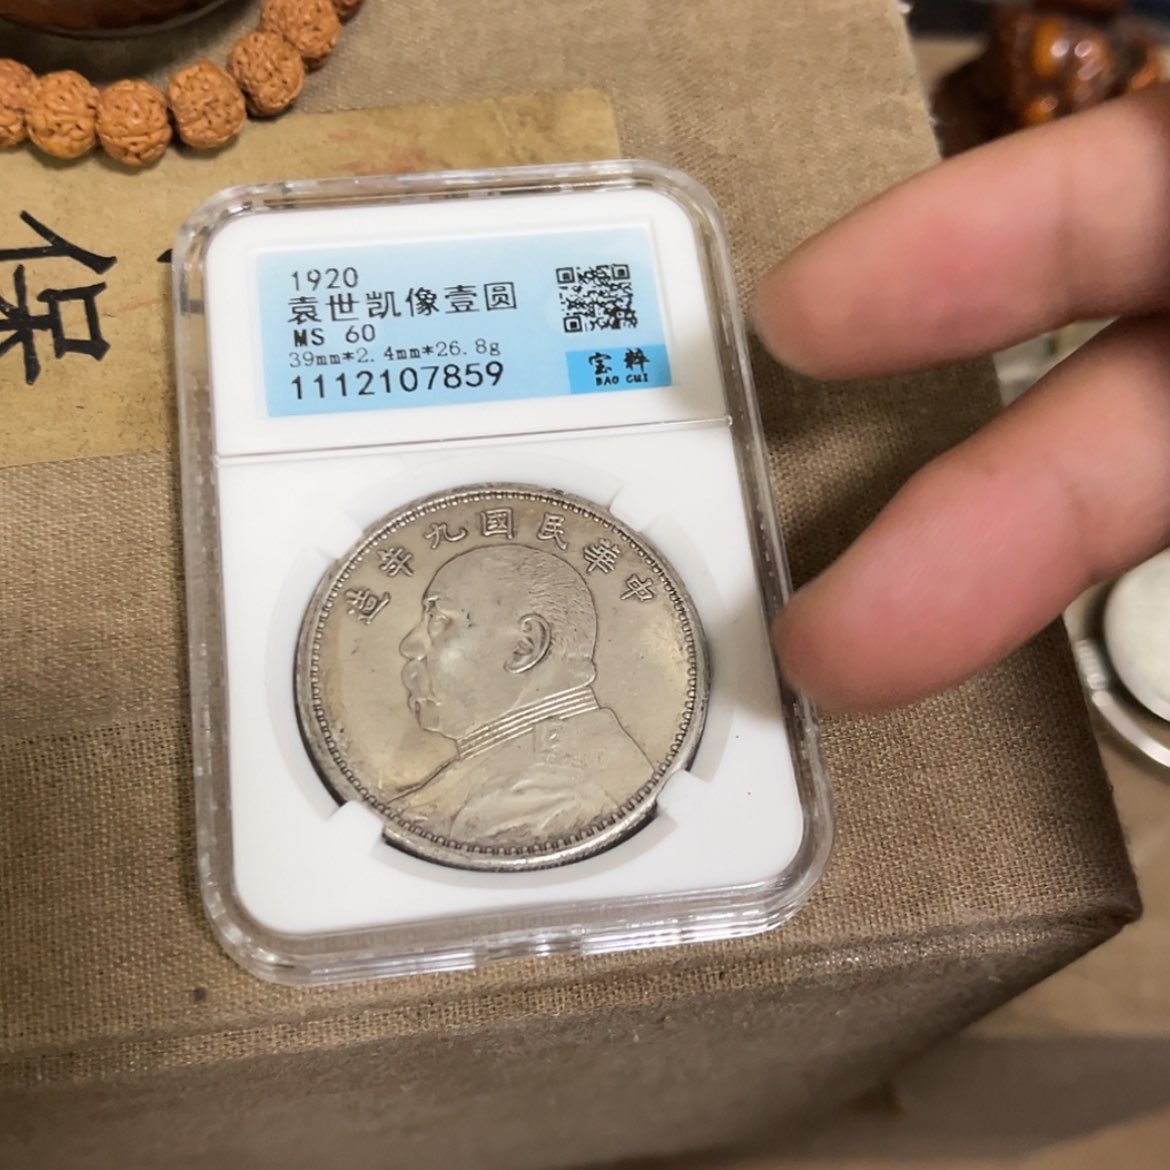 1920
袁世凯像壹圆
MS 60
39mm*2.4mm*26.8g
1112107859
宝粹
BAO CUI
中華民國九年造
保